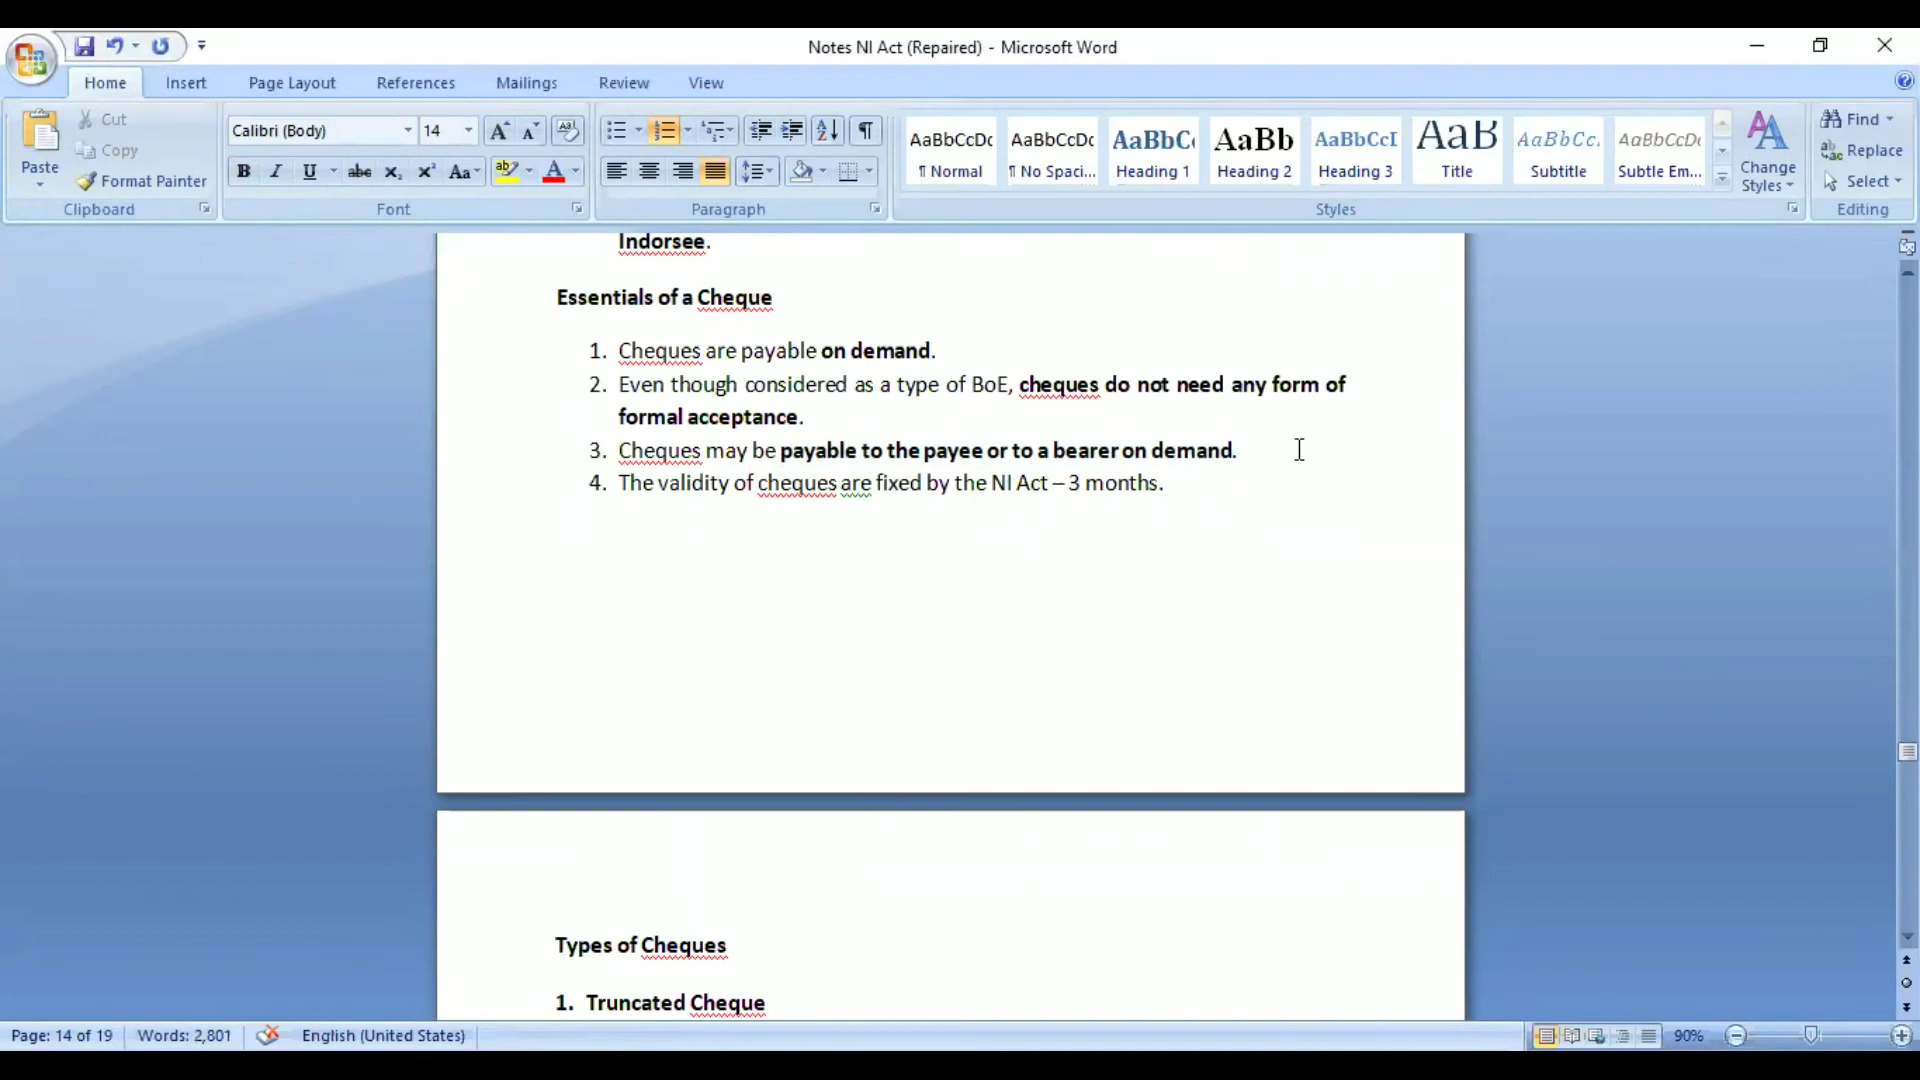 Notes NI Act (Repaired) - Microsoft Word
Home Insert Page Layout References Mailings Review View
Paste
Cut
Copy
Format Painter
Clipboard
Calibri (Body) 14
B I U abc x₂ x² Aa ab A
Font
Paragraph
AaBbCcDc AaBbCcDc AaBbC AaBb AaBbCcI AaB AaBbCc. AaBbCcDc
¶ Normal ¶ No Spaci... Heading 1 Heading 2 Heading 3 Title Subtitle Subtle Em...
Styles
Change Styles
Find
Replace
Select
Editing
Indorsee.
Essentials of a Cheque
1. Cheques are payable on demand.
2. Even though considered as a type of BoE, cheques do not need any form of
formal acceptance.
3. Cheques may be payable to the payee or to a bearer on demand.
4. The validity of cheques are fixed by the NI Act – 3 months.
Types of Cheques
1. Truncated Cheque
Page: 14 of 19 Words: 2,801 English (United States) 90%